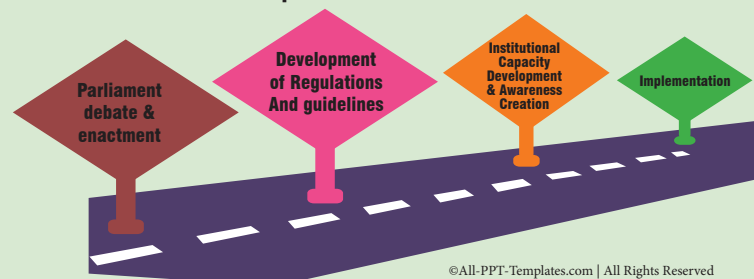 Parliament
debate &
enactment
Development
of Regulations
And guidelines
Institutional
Capacity
Development
& Awareness
Creation
Implementation
©All-PPT-Templates.com | All Rights Reserved